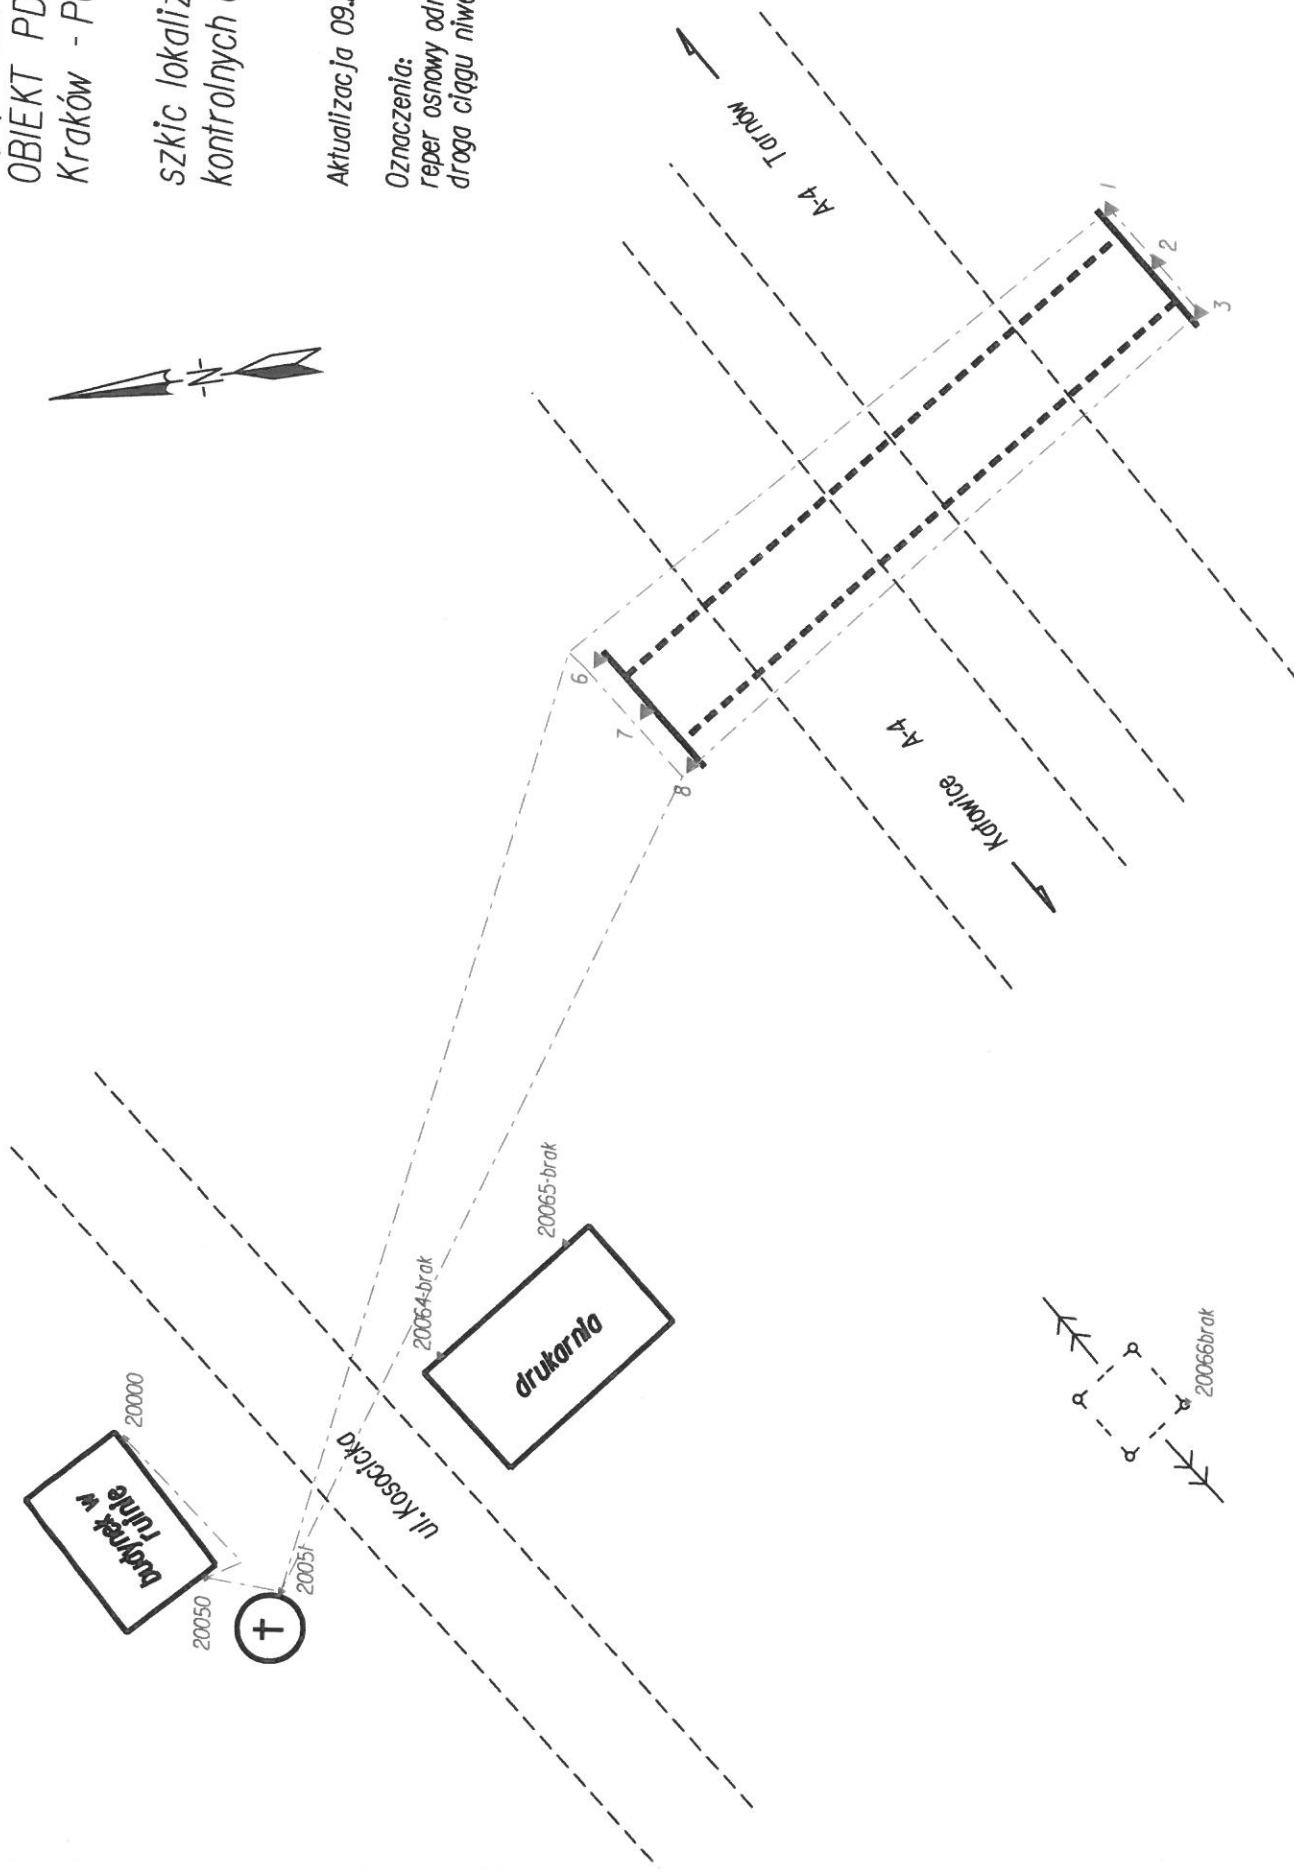 OBIEKT PD
Kraków - P
szkic lokaliz
kontrolnych
Aktualizacja 09.
Oznaczenia:
reper osnowy odn
droga ciągu niwe
N
A-4 Tarnów
1
2
3
6
7
8
A-4
Katowice
20065-brak
20064-brak
drukarnia
20000
budynek w
ruinie
20050
20051
ul.Kosocicka
20066brak